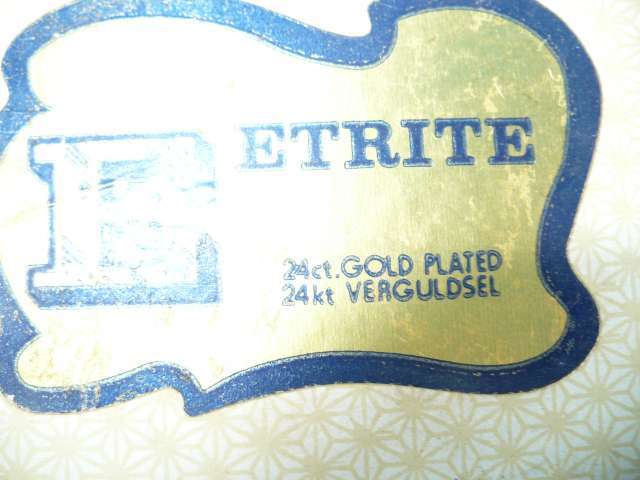 E ETRITE
24ct. GOLD PLATED
24kt VERGULDSEL